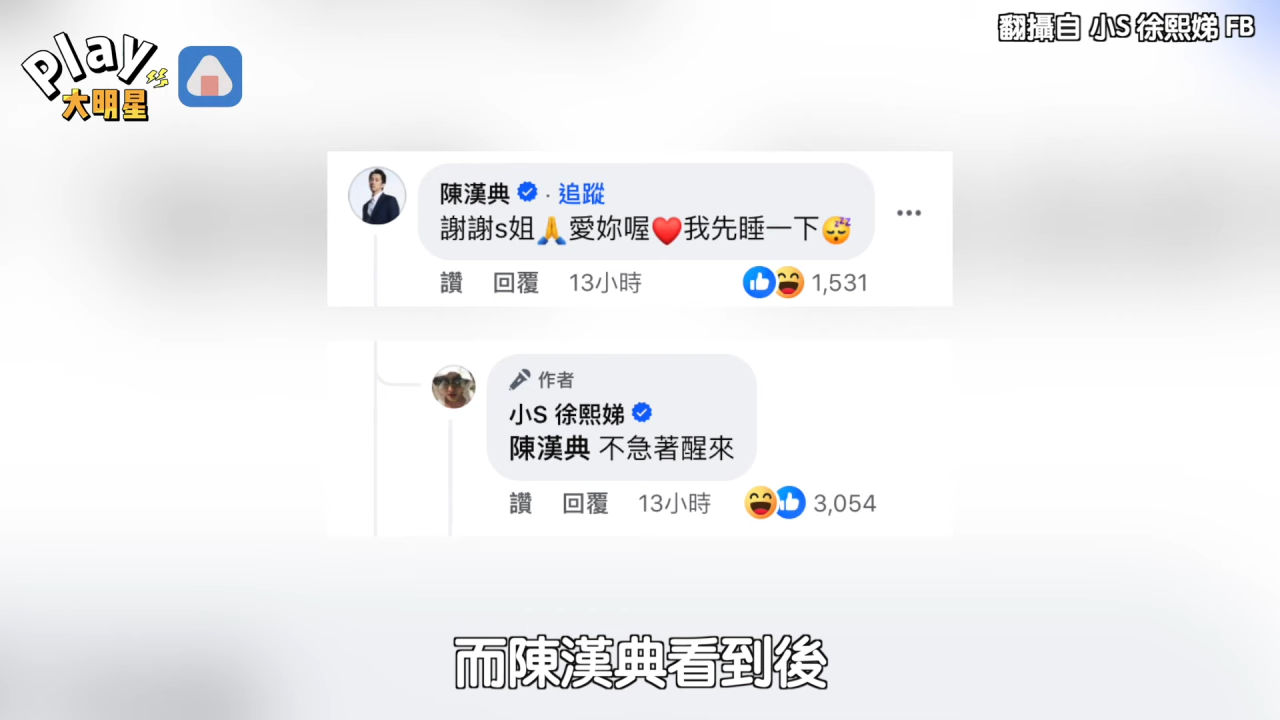 翻攝自 小S 徐熙娣 FB
Play
大明星
陳漢典 · 追蹤
謝謝s姐🙏愛妳喔❤️我先睡一下😴
讚 回覆 13小時 1,531
作者
小S 徐熙娣
陳漢典 不急著醒來
讚 回覆 13小時 3,054
而陳漢典看到後